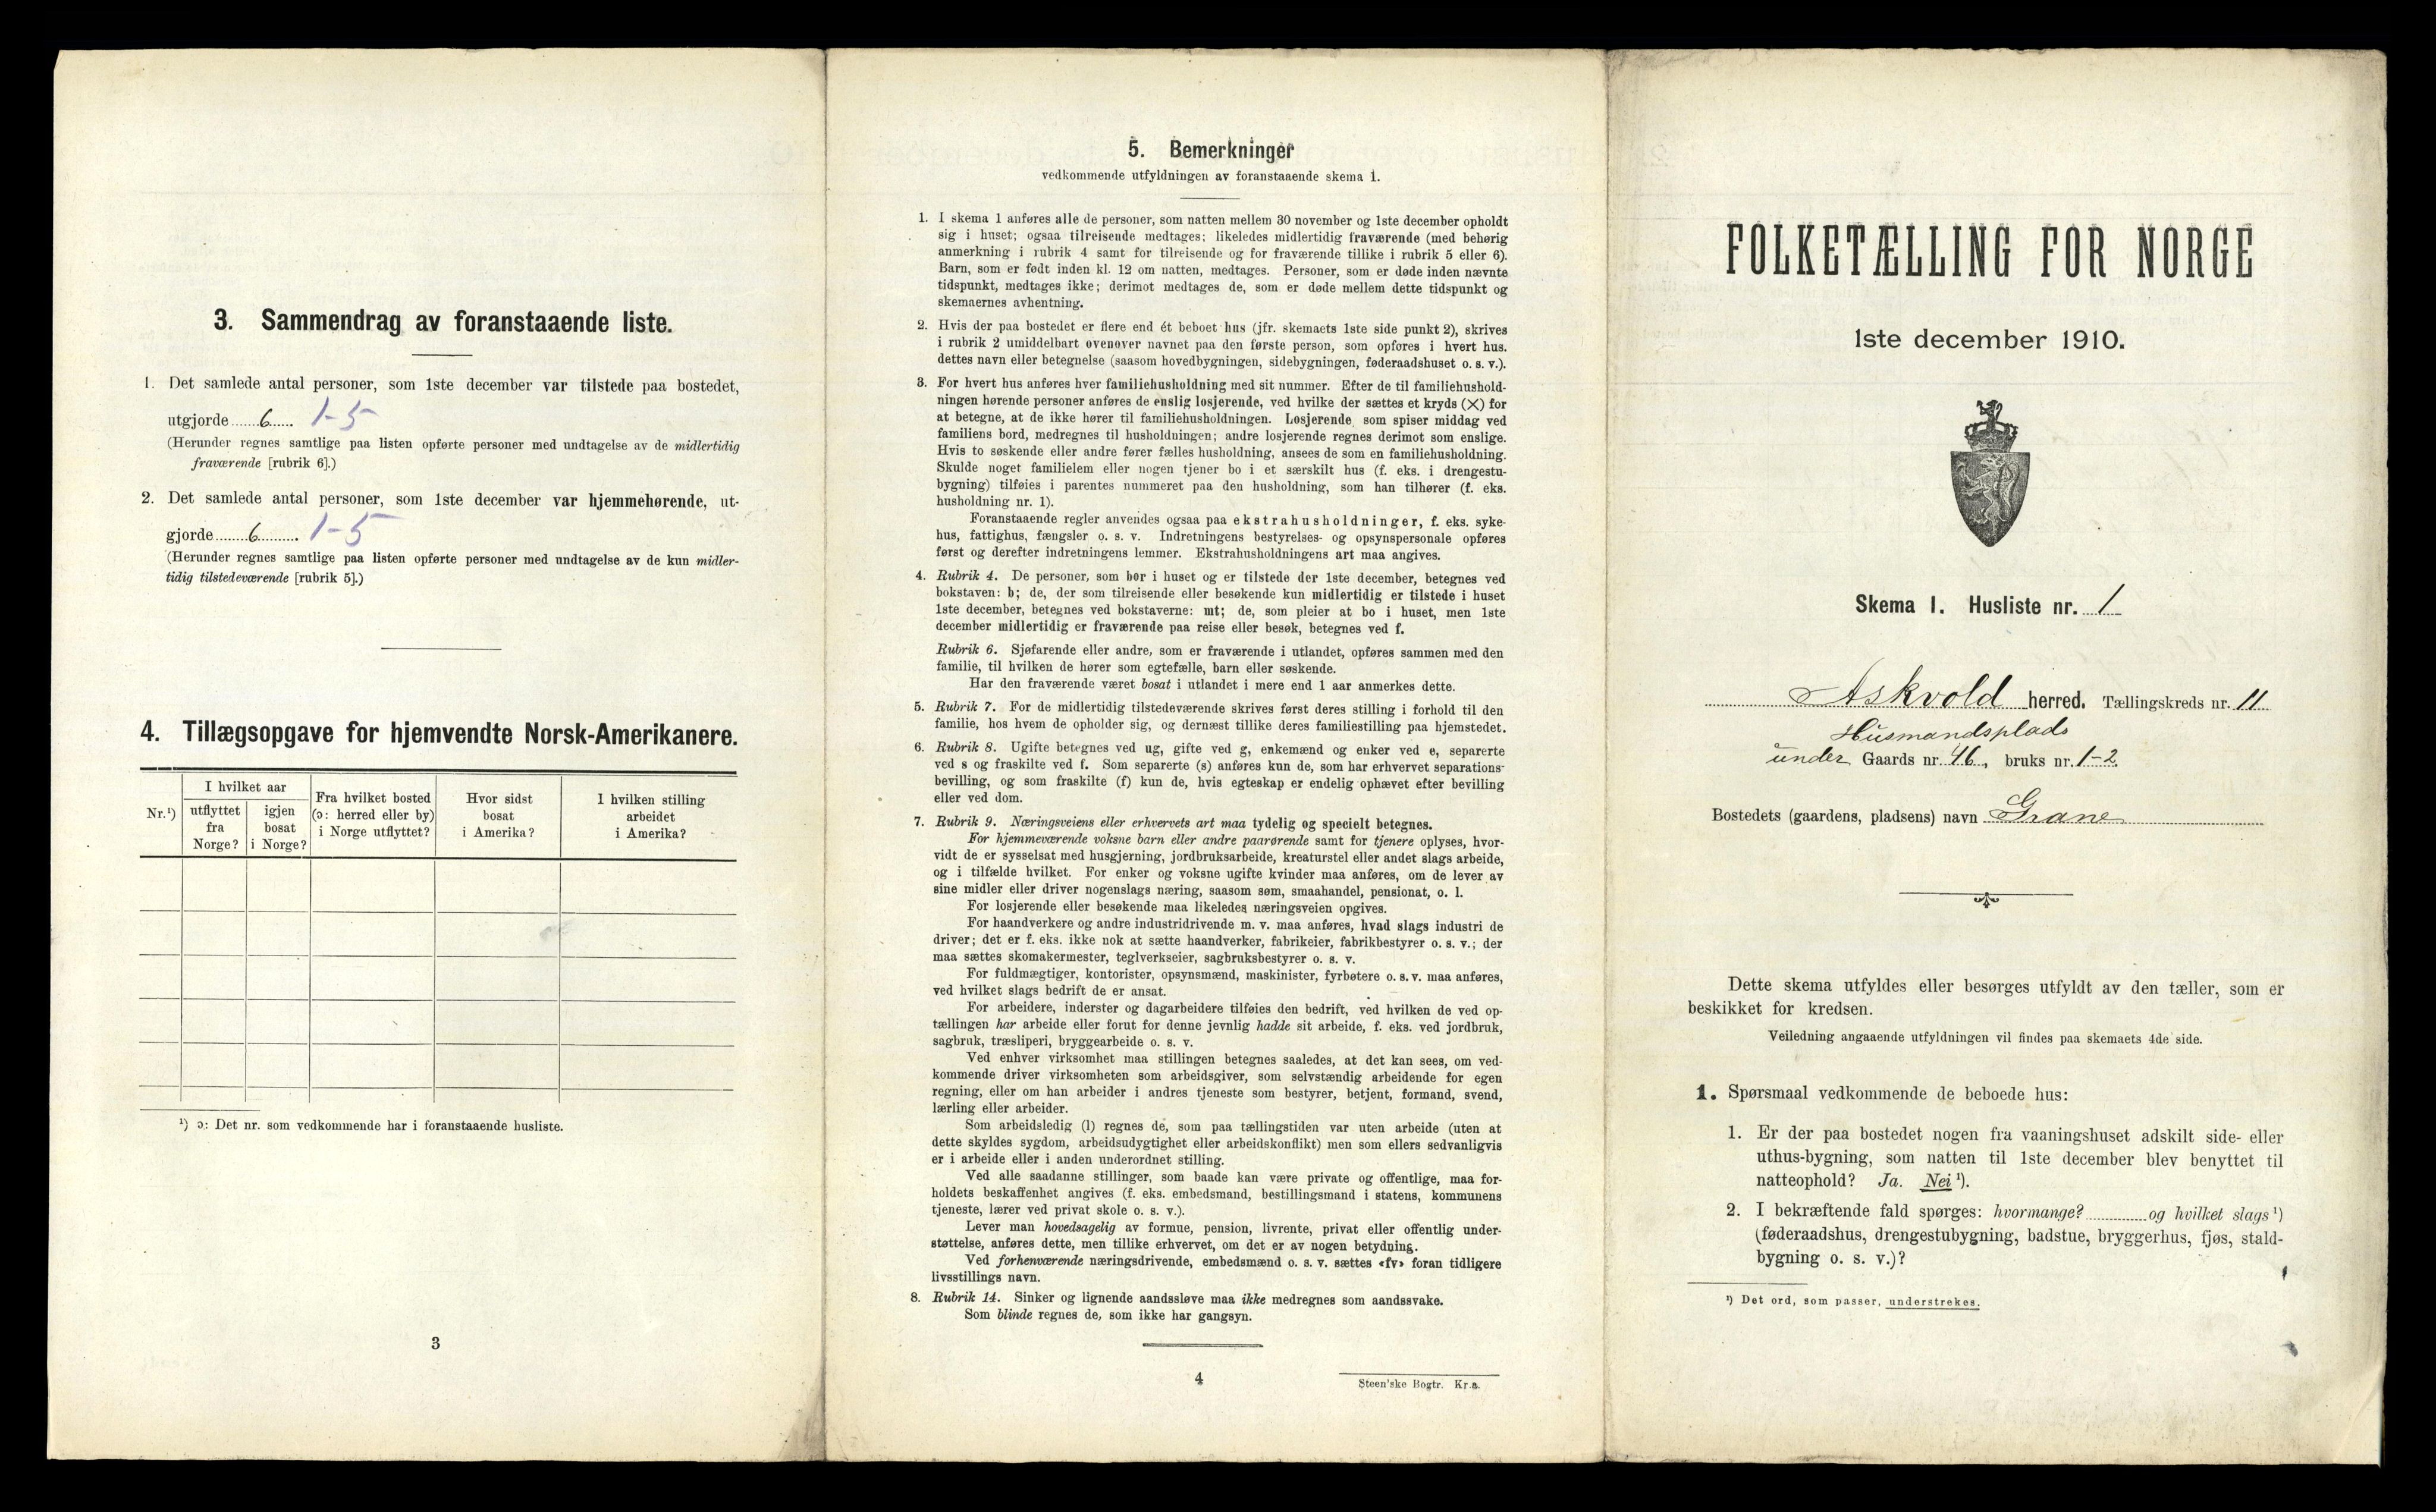 3. Sammendrag av foranstaaende liste.
1. Det samlede antal personer, som 1ste december var tilstede paa bostedet,
utgjorde 6. 1-5
(Herunder regnes samtlige paa listen opførte personer med undtagelse av de midlertidig
fraværende [rubrik 6].)
2. Det samlede antal personer, som 1ste december var hjemmehørende, ut-
gjorde 6. 1-5
(Herunder regnes samtlige paa listen opførte personer med undtagelse av de kun midler-
tidig tilstedeværende [rubrik 5].)
4. Tillægsopgave for hjemvendte Norsk-Amerikanere.
Nr.¹)
I hvilket aar
utflyttet
fra
Norge?
igjen
bosat
i Norge?
Fra hvilket bosted
(ɔ: herred eller by)
i Norge utflyttet?
Hvor sidst
bosat
i Amerika?
I hvilken stilling
arbeidet
i Amerika?
¹) ɔ: Det nr. som vedkommende har i foranstaaende husliste.
3
5. Bemerkninger
vedkommende utfyldningen av foranstaaende skema 1.
1. I skema 1 anføres alle de personer, som natten mellem 30 november og 1ste december opholdt
sig i huset; ogsaa tilreisende medtages; likeledes midlertidig fraværende (med behørig
anmerkning i rubrik 4 samt for tilreisende og for fraværende tillike i rubrik 5 eller 6).
Barn, som er født inden kl. 12 om natten, medtages. Personer, som er døde inden nævnte
tidspunkt, medtages ikke; derimot medtages de, som er døde mellem dette tidspunkt og
skemaernes avhentning.
2. Hvis der paa bostedet er flere end ét beboet hus (jfr. skemaets 1ste side punkt 2), skrives
i rubrik 2 umiddelbart ovenover navnet paa den første person, som opføres i hvert hus.
dettes navn eller betegnelse (saasom hovedbygningen, sidebygningen, føderaadshuset o. s. v.).
3. For hvert hus anføres hver familiehusholdning med sit nummer. Efter de til familiehushold-
ningen hørende personer anføres de enslig losjerende, ved hvilke der sættes et kryds (×) for
at betegne, at de ikke hører til familiehusholdningen. Losjerende som spiser middag ved
familiens bord, medregnes til husholdningen; andre losjerende regnes derimot som enslige.
Hvis to søskende eller andre fører fælles husholdning, ansees de som en familiehusholdning.
Skulde noget familielem eller nogen tjener bo i et særskilt hus (f. eks. i drengestu-
bygning) tilføies i parentes nummeret paa den husholdning, som han tilhører (f. eks.
husholdning nr. 1).
Foranstaaende regler anvendes ogsaa paa ekstrahusholdninger, f. eks. syke-
hus, fattighus, fængsler o. s. v. Indretningens bestyrelses- og opsynspersonale opføres
først og derefter indretningens lemmer. Ekstrahusholdningens art maa angives.
4. Rubrik 4. De personer, som bor i huset og er tilstede der 1ste december, betegnes ved
bokstaven: b; de, der som tilreisende eller besøkende kun midlertidig er tilstede i huset
1ste december, betegnes ved bokstaverne: mt; de, som pleier at bo i huset, men 1ste
december midlertidig er fraværende paa reise eller besøk, betegnes ved f.
Rubrik 6. Sjøfarende eller andre, som er fraværende i utlandet, opføres sammen med den
familie, til hvilken de hører som egtefælle, barn eller søskende.
Har den fraværende været bosat i utlandet i mere end 1 aar anmerkes dette.
5. Rubrik 7. For de midlertidig tilstedeværende skrives først deres stilling i forhold til den
familie, hos hvem de opholder sig, og dernæst tillike deres familiestilling paa hjemstedet.
6. Rubrik 8. Ugifte betegnes ved ug, gifte ved g, enkemænd og enker ved e, separerte
ved s og fraskilte ved f. Som separerte (s) anføres kun de, som har erhvervet separations-
bevilling, og som fraskilte (f) kun de, hvis egteskap er endelig ophævet efter bevilling
eller ved dom.
7. Rubrik 9. Næringsveiens eller erhvervets art maa tydelig og specielt betegnes.
For hjemmeværende voksne barn eller andre paarørende samt for tjenere oplyses, hvor-
vidt de er sysselsat med husgjerning, jordbruksarbeide, kreaturstel eller andet slags arbeide,
og i tilfælde hvilket. For enker og voksne ugifte kvinder maa anføres, om de lever av
sine midler eller driver nogenslags næring, saasom søm, smaahandel, pensionat, o. l.
For losjerende eller besøkende maa likeledes næringsveien opgives.
For haandverkere og andre industridrivende m. v. maa anføres, hvad slags industri de
driver; det er f. eks. ikke nok at sætte haandverker, fabrikeier, fabrikbestyrer o. s. v.; der
maa sættes skomakermester, teglverkseier, sagbruksbestyrer o. s. v.
For fuldmægtiger, kontorister, opsynsmænd, maskinister, fyrbøtere o. s. v. maa anføres,
ved hvilket slags bedrift de er ansat.
For arbeidere, inderster og dagarbeidere tilføies den bedrift, ved hvilken de ved op-
tællingen har arbeide eller forut for denne jevnlig hadde sit arbeide, f. eks. ved jordbruk,
sagbruk, træsliperi, bryggearbeide o. s. v.
Ved enhver virksomhet maa stillingen betegnes saaledes, at det kan sees, om ved-
kommende driver virksomheten som arbeidsgiver, som selvstændig arbeidende for egen
regning, eller om han arbeider i andres tjeneste som bestyrer, betjent, formand, svend,
lærling eller arbeider.
Som arbeidsledig (l) regnes de, som paa tællingstiden var uten arbeide (uten at
dette skyldes sygdom, arbeidsudygtighet eller arbeidskonflikt) men som ellers sedvanligvis
er i arbeide eller i anden underordnet stilling.
Ved alle saadanne stillinger, som baade kan være private og offentlige, maa for-
holdets beskaffenhet angives (f. eks. embedsmand, bestillingsmand i statens, kommunens
tjeneste, lærer ved privat skole o. s. v.).
Lever man hovedsagelig av formue, pension, livrente, privat eller offentlig under-
støttelse, anføres dette, men tillike erhvervet, om det er av nogen betydning.
Ved forhenværende næringsdrivende, embedsmænd o. s. v. sættes «fv» foran tidligere
livsstillings navn.
8. Rubrik 14. Sinker og lignende aandssløve maa ikke medregnes som aandssvake.
Som blinde regnes de, som ikke har gangsyn.
4
Steen'ske Bogtr. Kr.a.
FOLKETÆLLING FOR NORGE
1ste december 1910.
Skema 1. Husliste nr. 1
Askvold herred. Tællingskreds nr. 11
Husmandsplads
under Gaards nr. 46, bruks nr. 1-2
Bostedets (gaardens, pladsens) navn Grane
Dette skema utfyldes eller besørges utfyldt av den tæller, som er
beskikket for kredsen.
Veiledning angaaende utfyldningen vil findes paa skemaets 4de side.
1. Spørsmaal vedkommende de beboede hus:
1. Er der paa bostedet nogen fra vaaningshuset adskilt side- eller
uthus-bygning, som natten til 1ste december blev benyttet til
natteophold? Ja. Nei ¹).
2. I bekræftende fald spørges: hvormange? og hvilket slags ¹)
(føderaadshus, drengestubygning, badstue, bryggerhus, fjøs, stald-
bygning o. s. v.)?
¹) Det ord, som passer, understrekes.